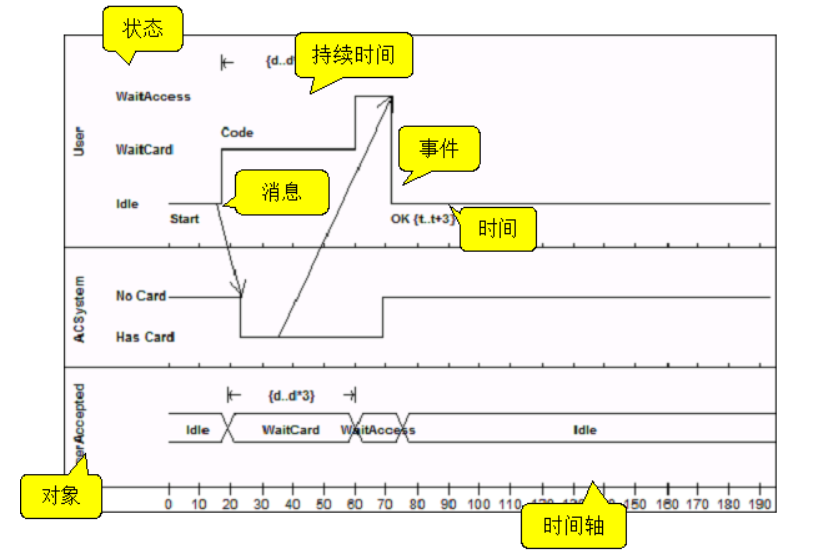 状态
{d..d
持续时间
WaitAccess
Code
WaitCard
User
事件
消息
Idle
Start
OK {t..t+3}
时间
ACSystem
No Card
Has Card
{d..d*3}
Idle
WaitCard
WaitAccess
Idle
erAccepted
对象
0 10 20 30 40 50 60 70 80 90 100 110 150 160 170 180 190
时间轴